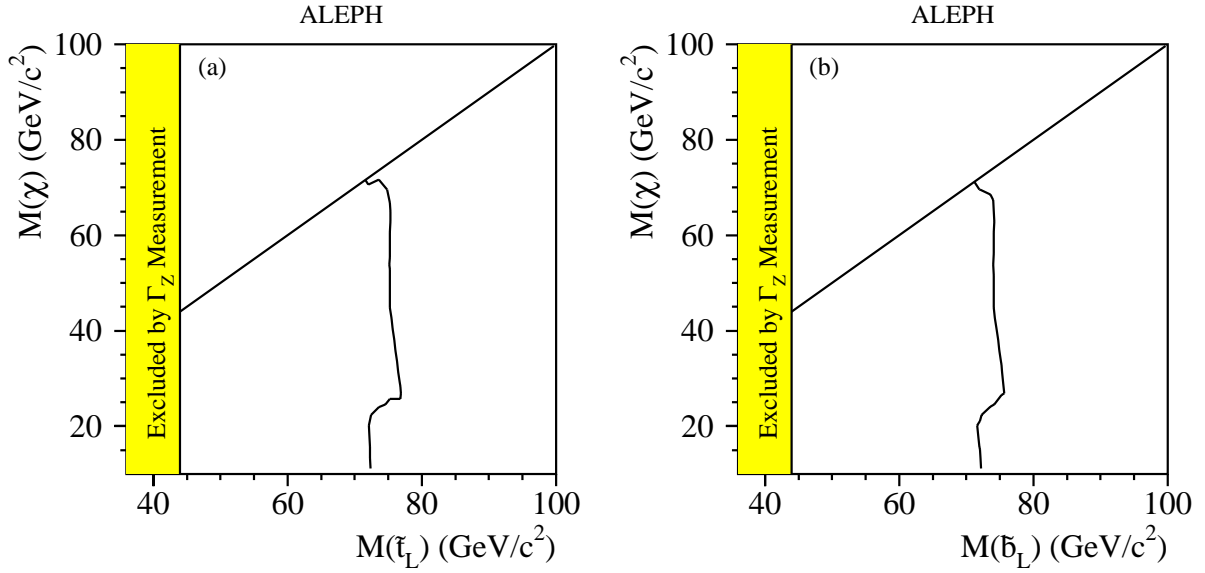 ALEPH
(a)
M(χ) (GeV/c²)
100
80
60
40
20
Excluded by Γ_Z Measurement
40 60 80 100
M(t̃_L) (GeV/c²)
ALEPH
(b)
M(χ) (GeV/c²)
100
80
60
40
20
Excluded by Γ_Z Measurement
40 60 80 100
M(b̃_L) (GeV/c²)